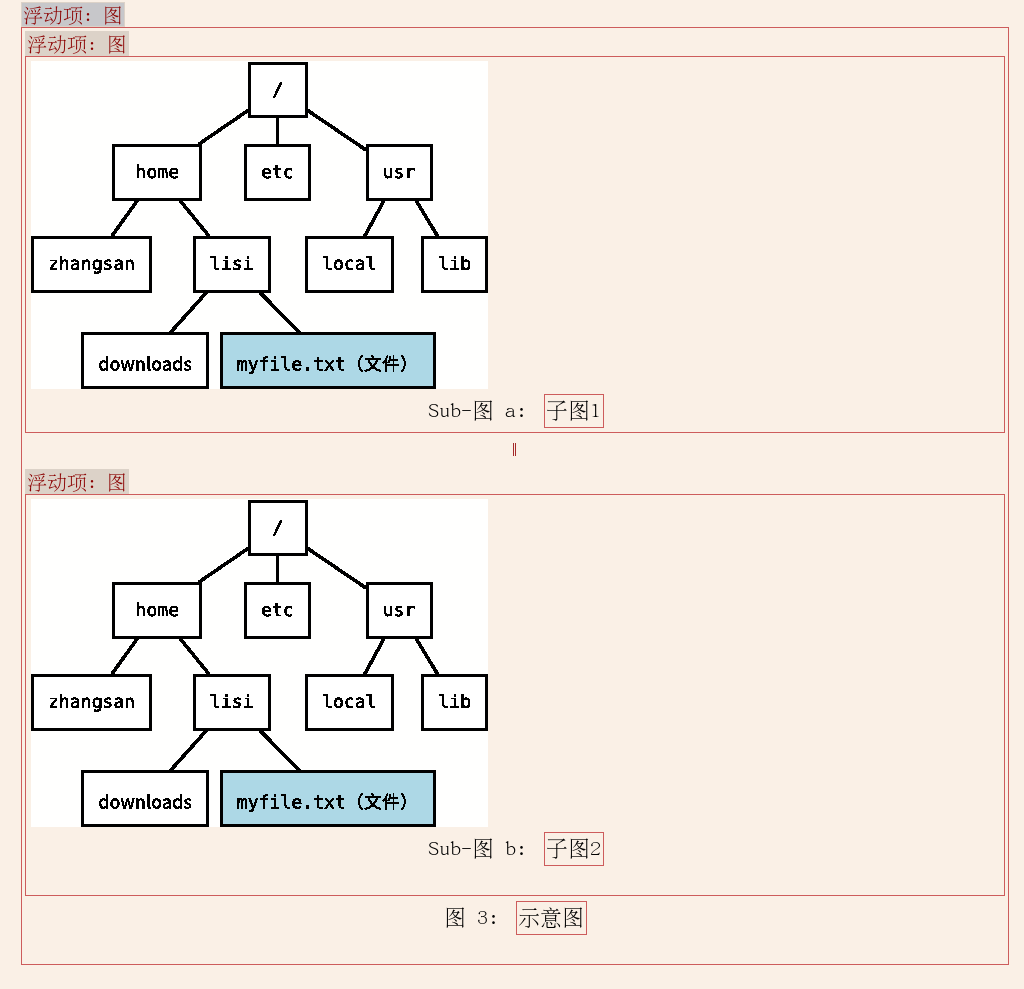 浮动项: 图
浮动项: 图
/
home etc usr
zhangsan lisi local lib
downloads myfile.txt（文件）
Sub-图 a: 子图1
浮动项: 图
/
home etc usr
zhangsan lisi local lib
downloads myfile.txt（文件）
Sub-图 b: 子图2
图 3: 示意图